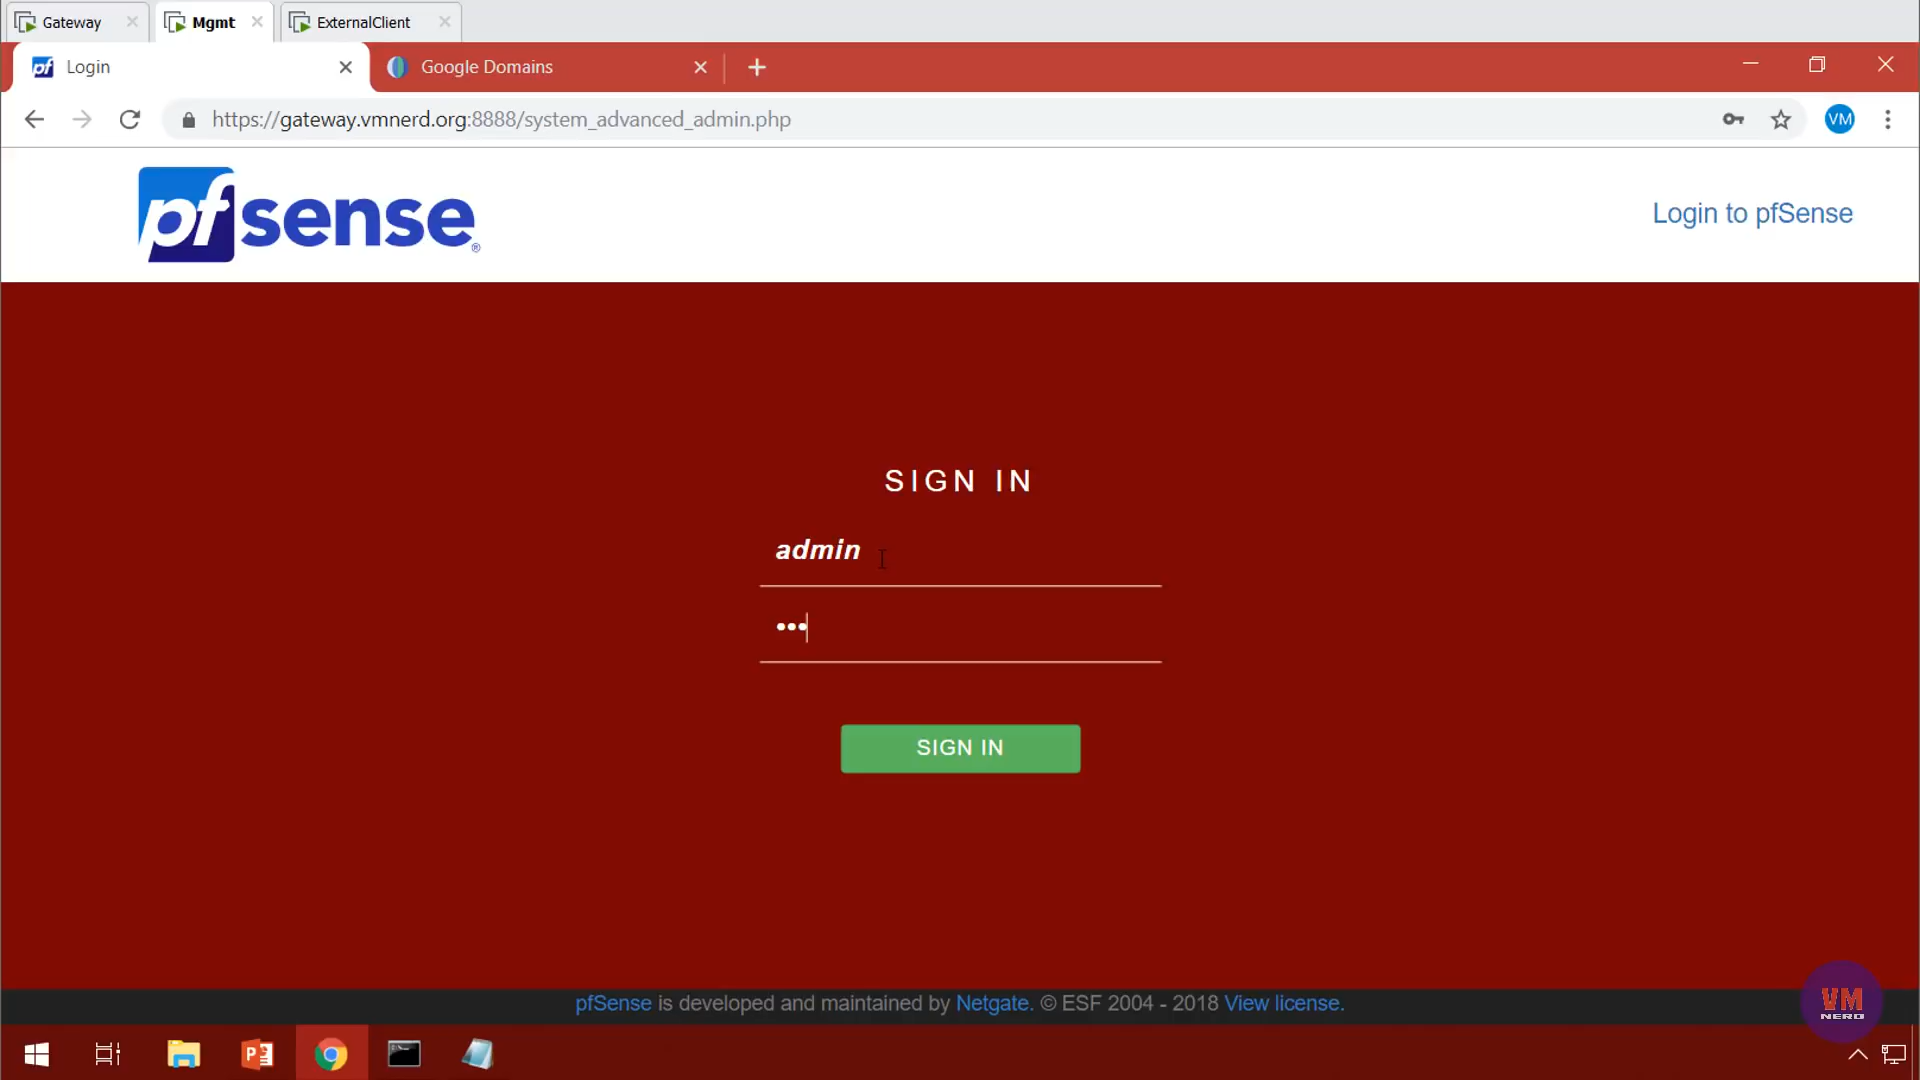 Gateway
Mgmt
ExternalClient
pf Login
Google Domains
https://gateway.vmnerd.org:8888/system_advanced_admin.php
VM
pfsense®
Login to pfSense
SIGN IN
admin
•••
SIGN IN
pfSense is developed and maintained by Netgate. © ESF 2004 - 2018 View license.
VM
NERD